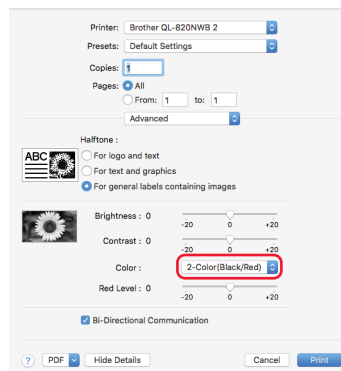 Printer: Brother QL-820NWB 2
Presets: Default Settings
Copies: 1
Pages: All
From: 1 to: 1
Advanced
Halftone :
ABC
For logo and text
For text and graphics
For general labels containing images
Brightness : 0
-20 0 +20
Contrast : 0
-20 0 +20
Color : 2-Color(Black/Red)
Red Level : 0
-20 0 +20
Bi-Directional Communication
? PDF Hide Details Cancel Print